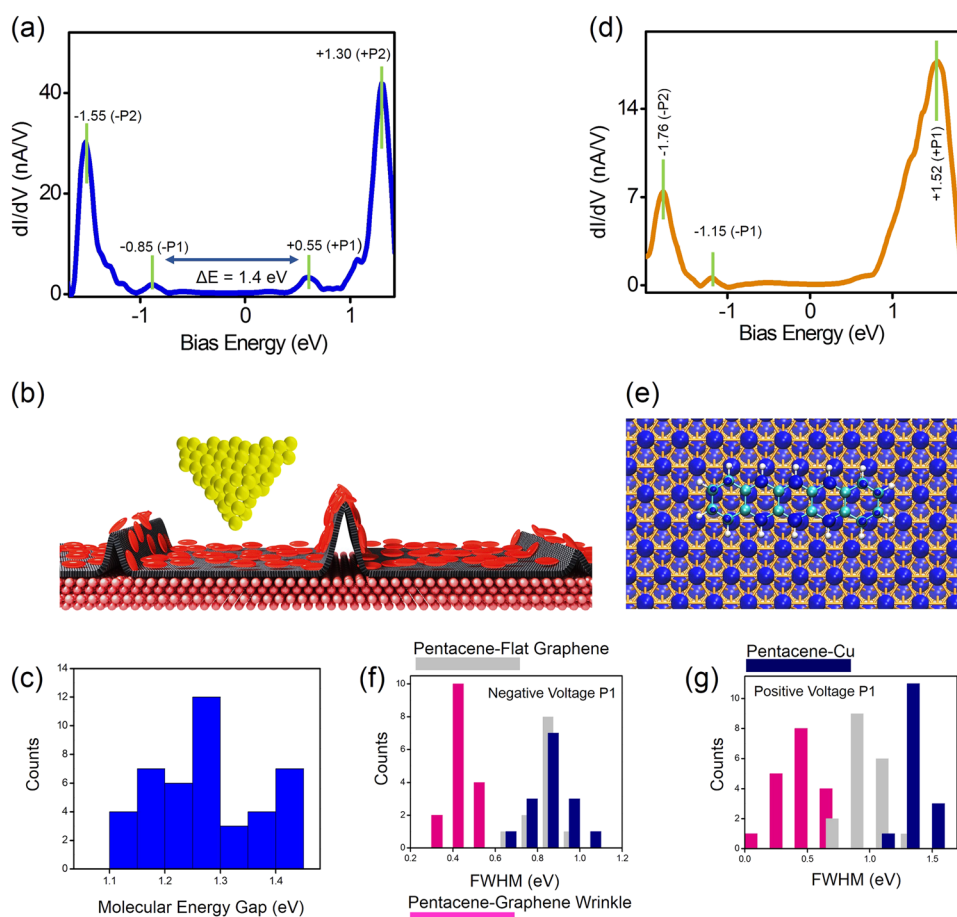 (a)
dI/dV (nA/V)
40
20
0
-1.55 (-P2)
+1.30 (+P2)
-0.85 (-P1)
+0.55 (+P1)
ΔE = 1.4 eV
-1
0
1
Bias Energy (eV)
(d)
dI/dV (nA/V)
14
7
0
-1.76 (-P2)
-1.15 (-P1)
+1.52 (+P1)
-1
0
1
Bias Energy (eV)
(b)
(e)
(c)
Counts
14
12
10
8
6
4
2
0
1.1
1.2
1.3
1.4
Molecular Energy Gap (eV)
Pentacene-Flat Graphene
(f)
Negative Voltage P1
Counts
10
8
6
4
2
0
0.2
0.4
0.6
0.8
1.0
1.2
FWHM (eV)
Pentacene-Graphene Wrinkle
Pentacene-Cu
(g)
Positive Voltage P1
Counts
10
8
6
4
2
0
0.0
0.5
1.0
1.5
FWHM (eV)